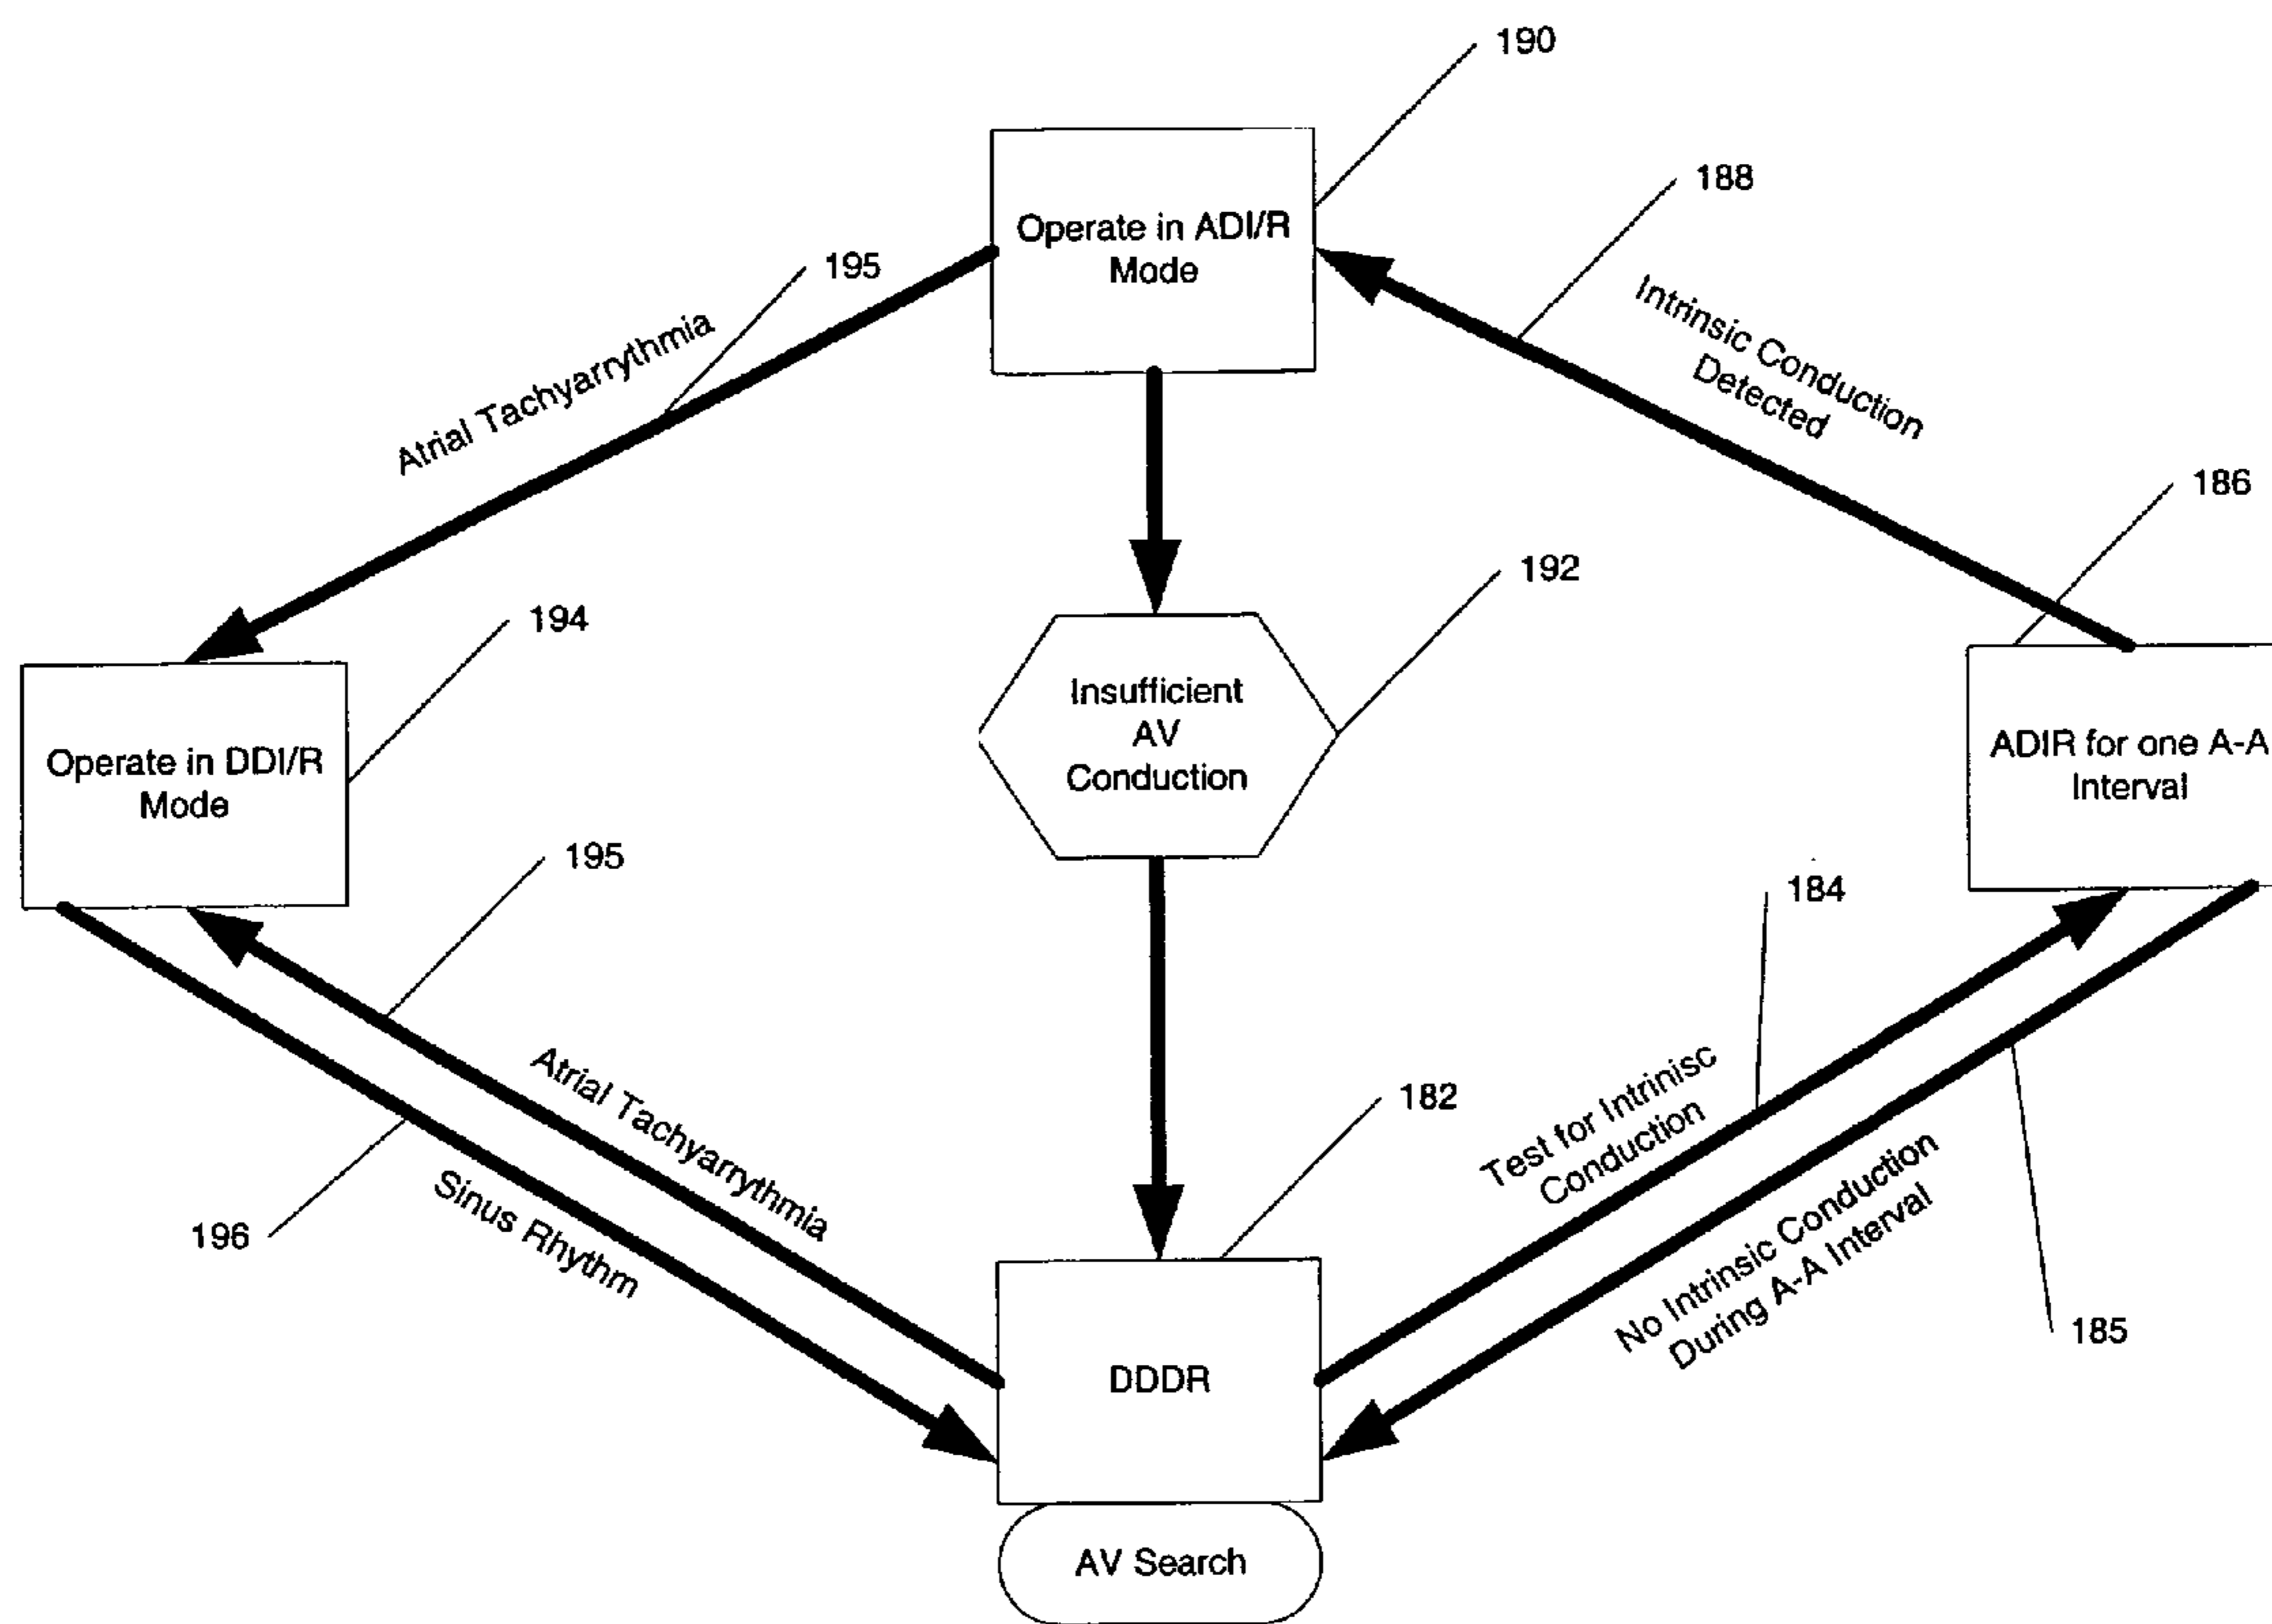 190
Operate in ADI/R
Mode
188
195
Intrinsic Conduction
Detected
Atrial Tachyarrythmia
186
192
194
Insufficient
AV
Conduction
Operate in DDI/R
Mode
ADIR for one A-A
Interval
195
184
Atrial Tachyarrythmia
182
Test for Intrinisc
Conduction
196
Sinus Rhythm
No Intrinsic Conduction
During A-A Interval
185
DDDR
AV Search